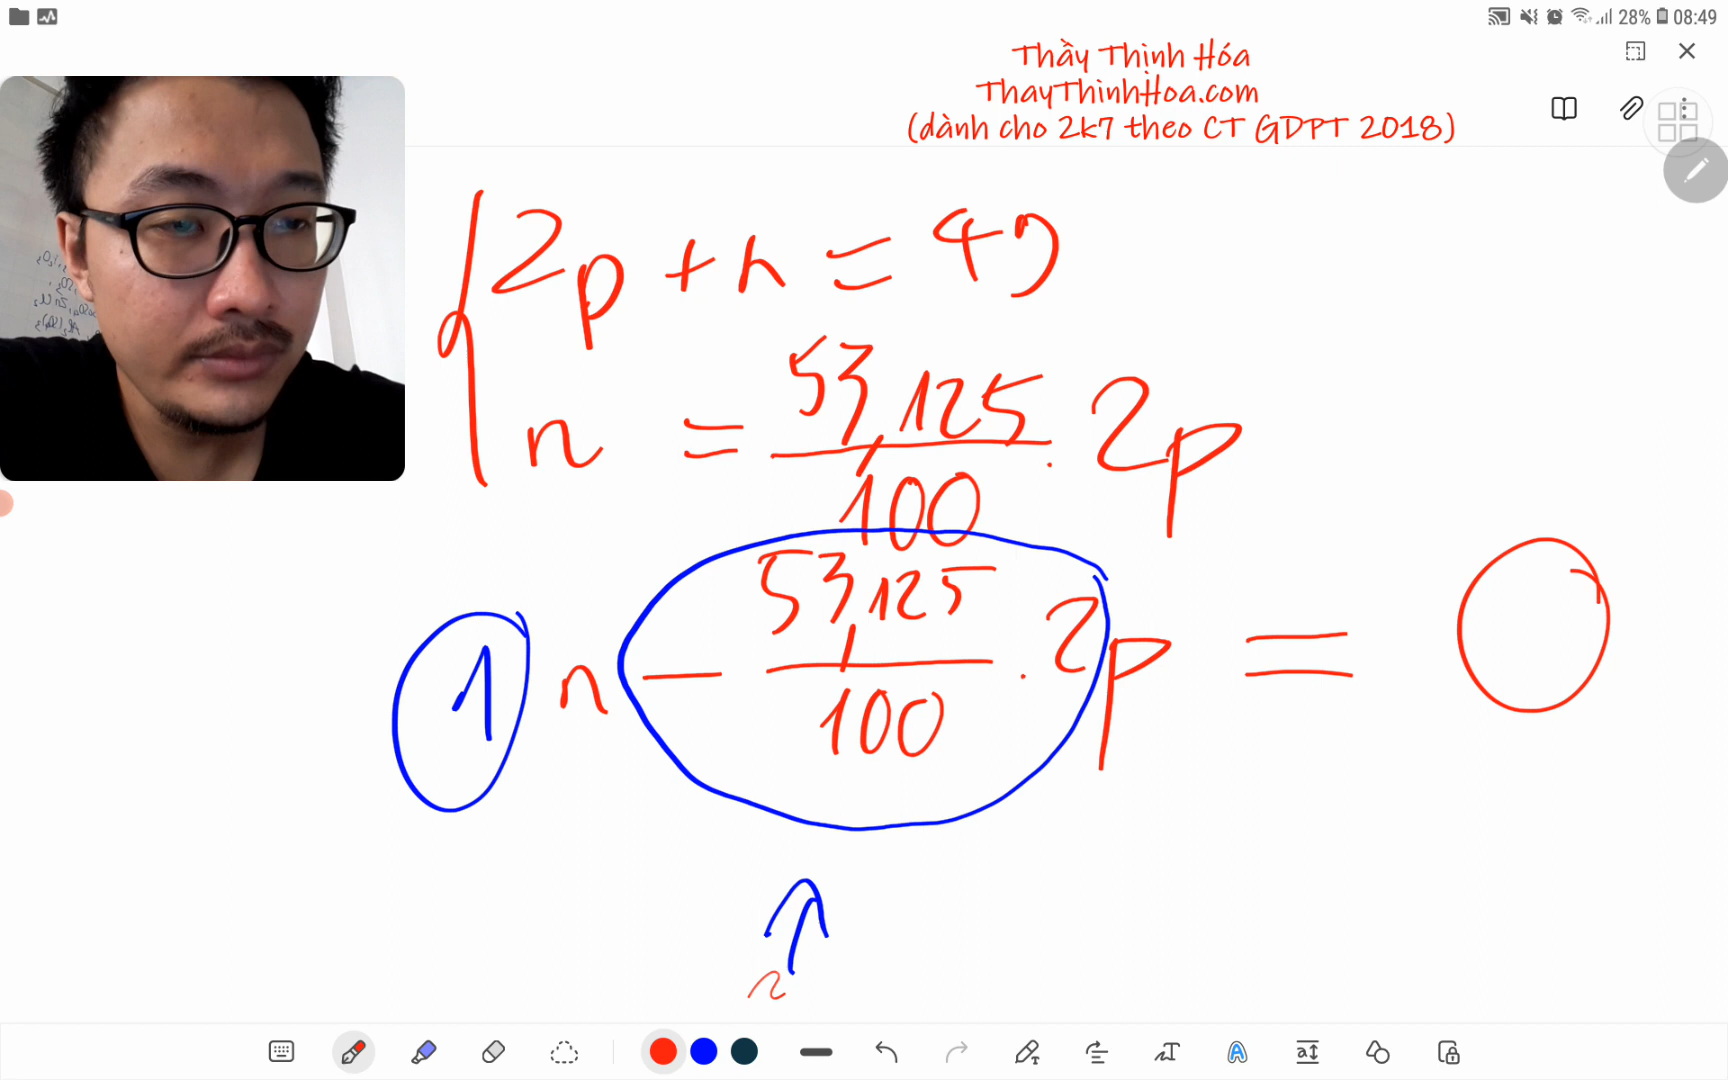 28% 08:49
Thầy Thịnh Hóa
ThayThinhHoa.com
(dành cho 2k7 theo CT GDPT 2018)
2p + n = 49
n = 53,125/100 . 2p
1 n - 53,125/100 . 2p = 0